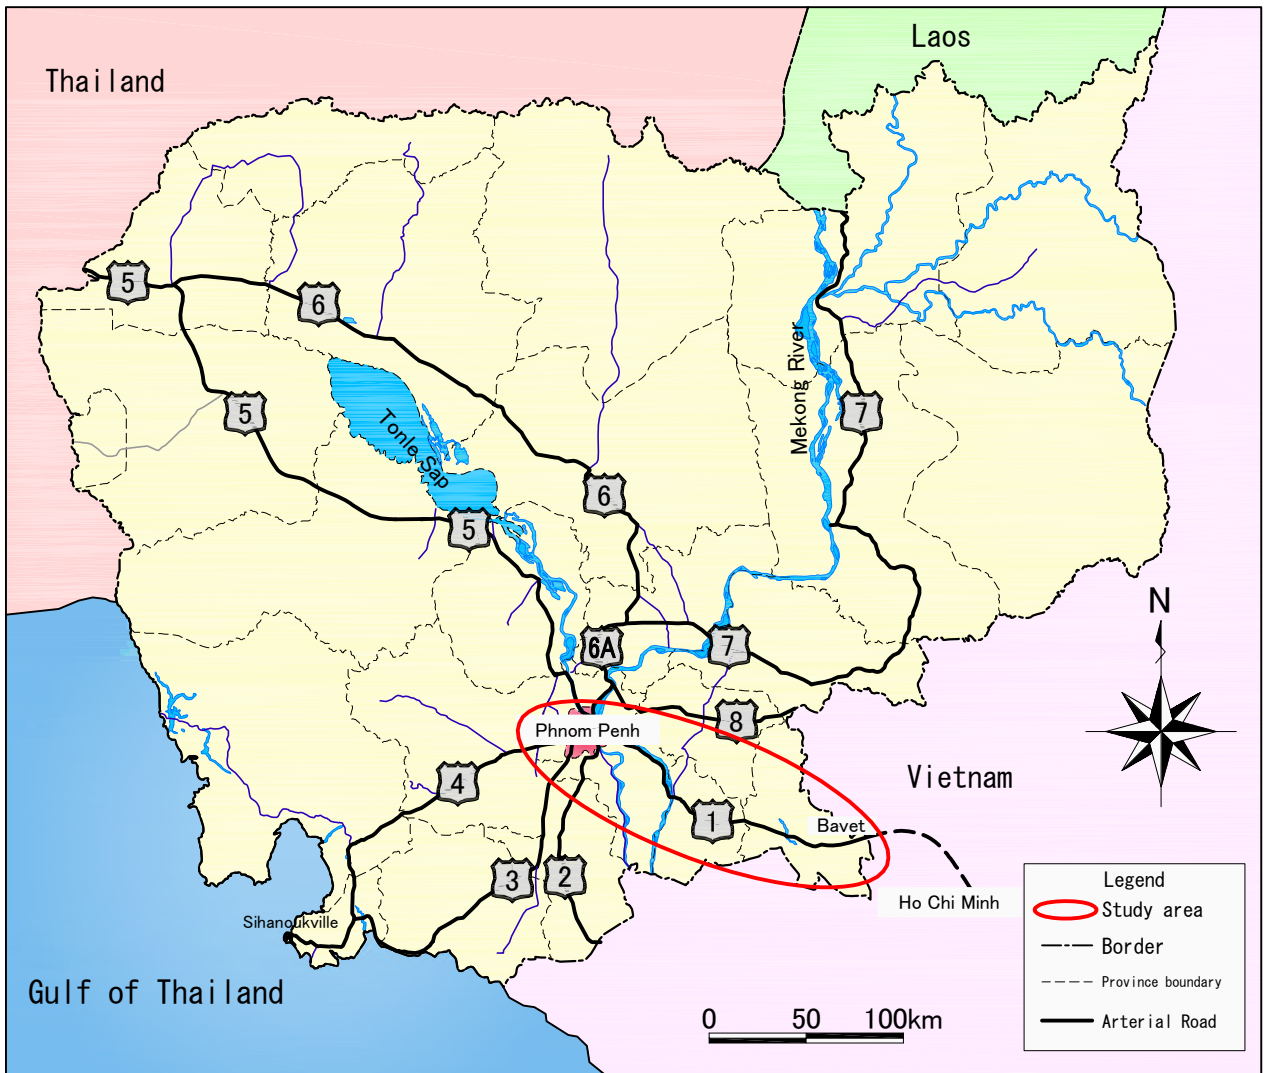 Laos
Thailand
5
6
Mekong River
7
5
Tonle Sap
6
5
N
6A
7
8
Phnom Penh
Vietnam
4
1
Bavet
3
2
Legend
Ho Chi Minh
Study area
Sihanoukville
Border
Gulf of Thailand
Province boundary
0 50 100km
Arterial Road